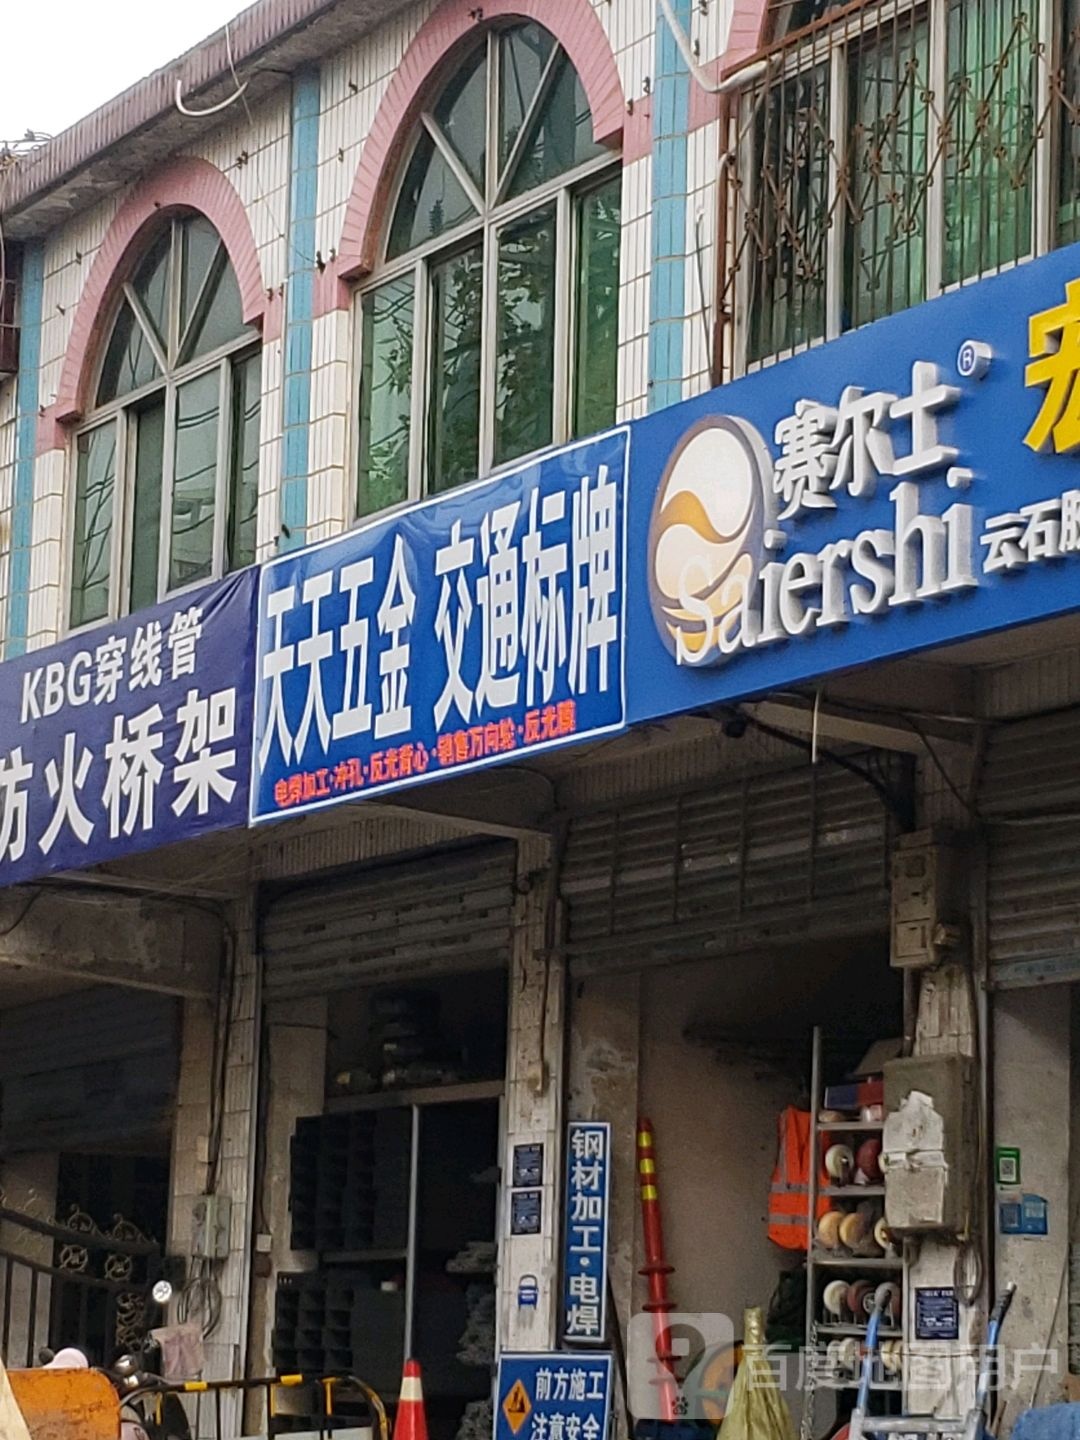 KBG穿线管
防火桥架
天天五金 交通标牌
电焊加工·冲孔·反光背心·销售万向轮·反光膜
赛尔士®
Saiershi
云石胶
宏
钢材加工·电焊
前方施工
注意安全
百度地图用户